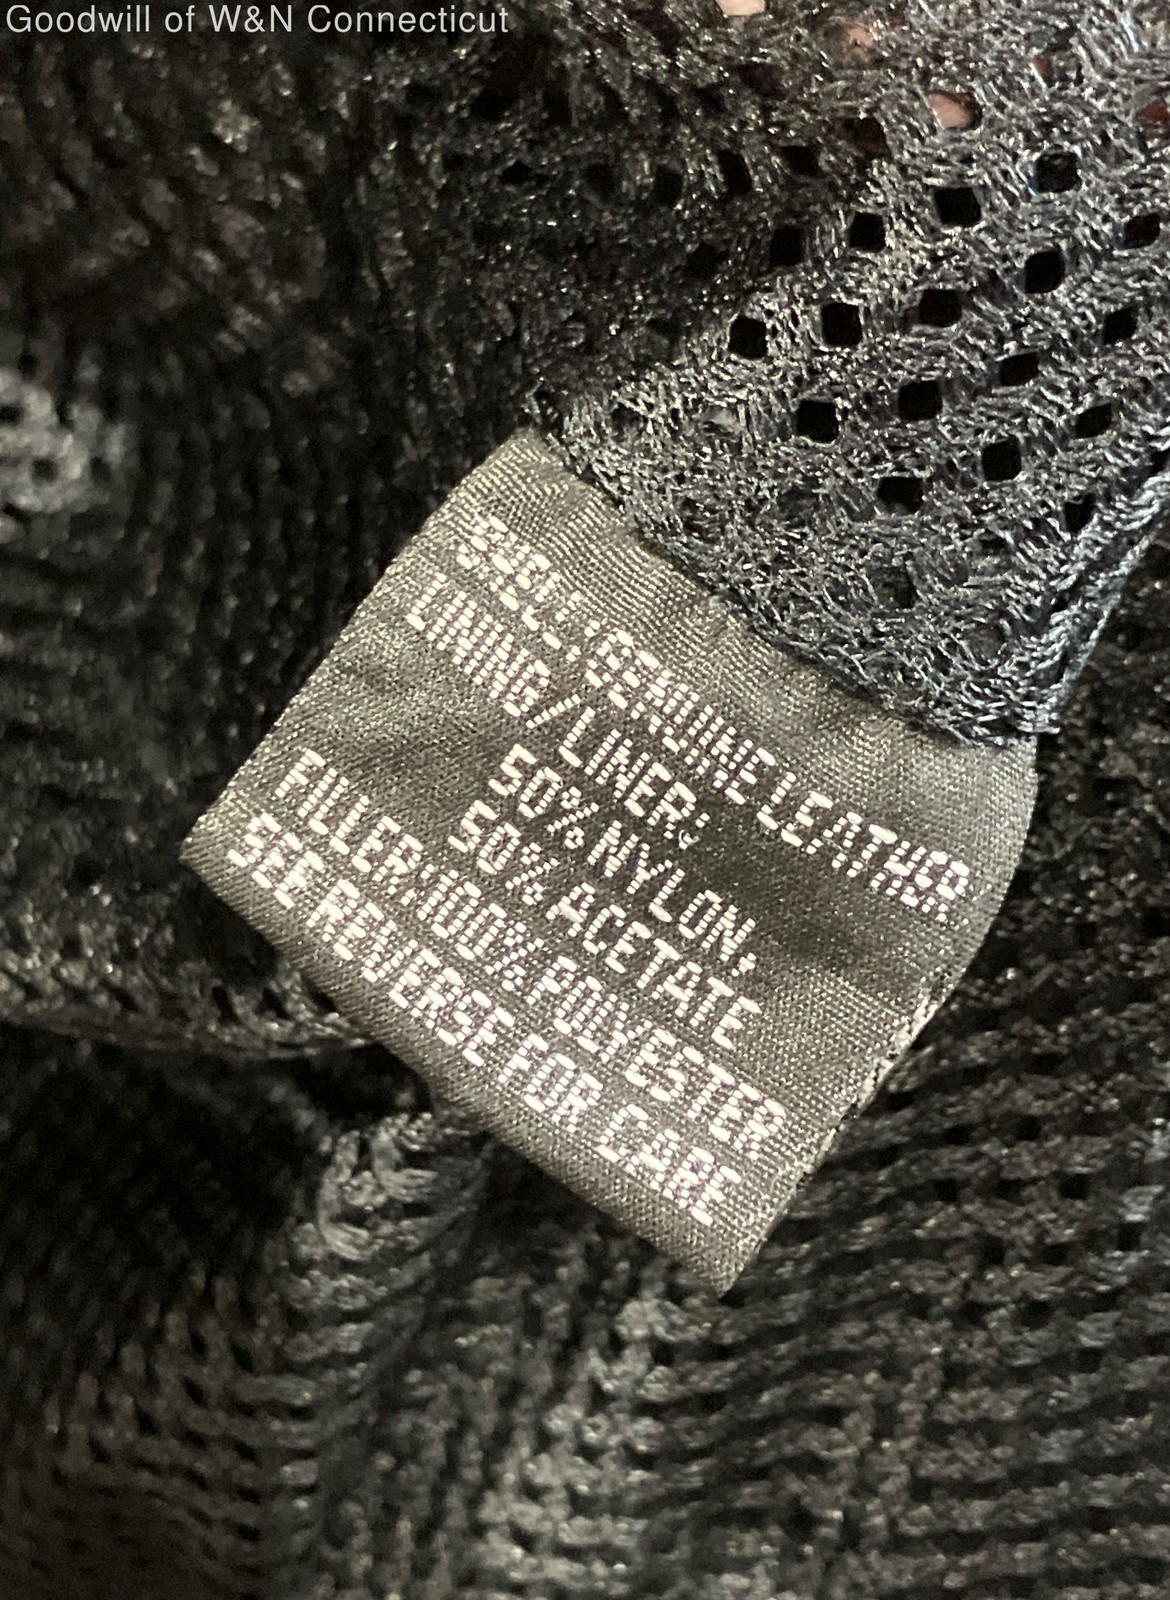 Goodwill of W&N Connecticut
SHELL:GENUINE LEATHER
LINING/LINER:
50% NYLON,
50% ACETATE
FILLER:100% POLYESTER
SEE REVERSE FOR CARE